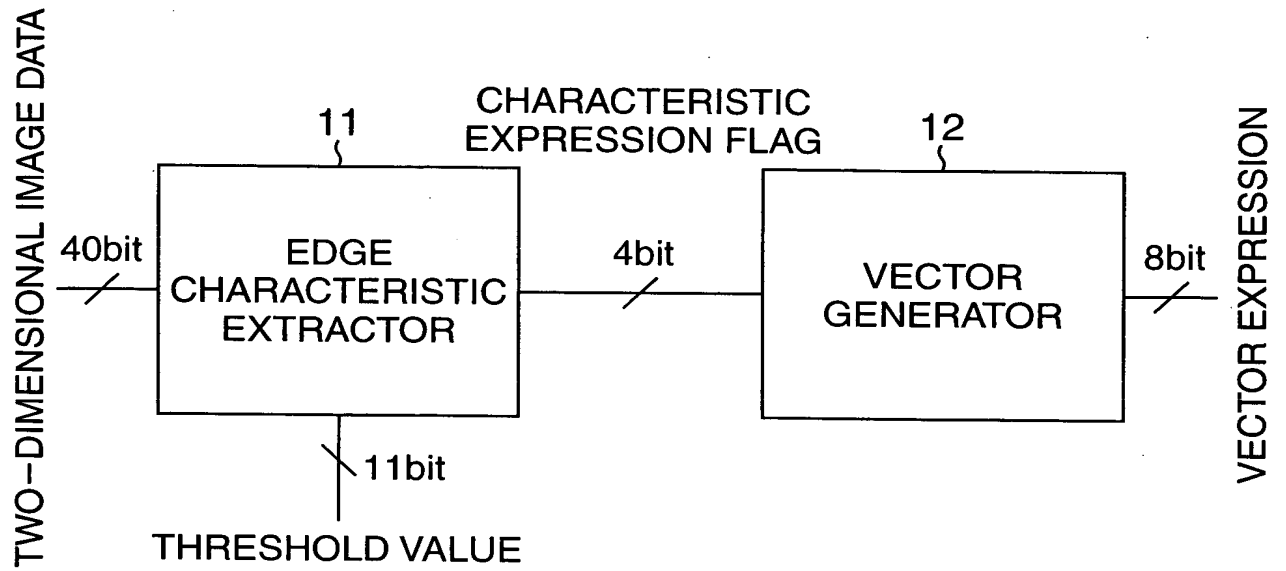 TWO-DIMENSIONAL IMAGE DATA
40bit
11
EDGE
CHARACTERISTIC
EXTRACTOR
11bit
THRESHOLD VALUE
CHARACTERISTIC
EXPRESSION FLAG
4bit
12
VECTOR
GENERATOR
8bit
VECTOR EXPRESSION